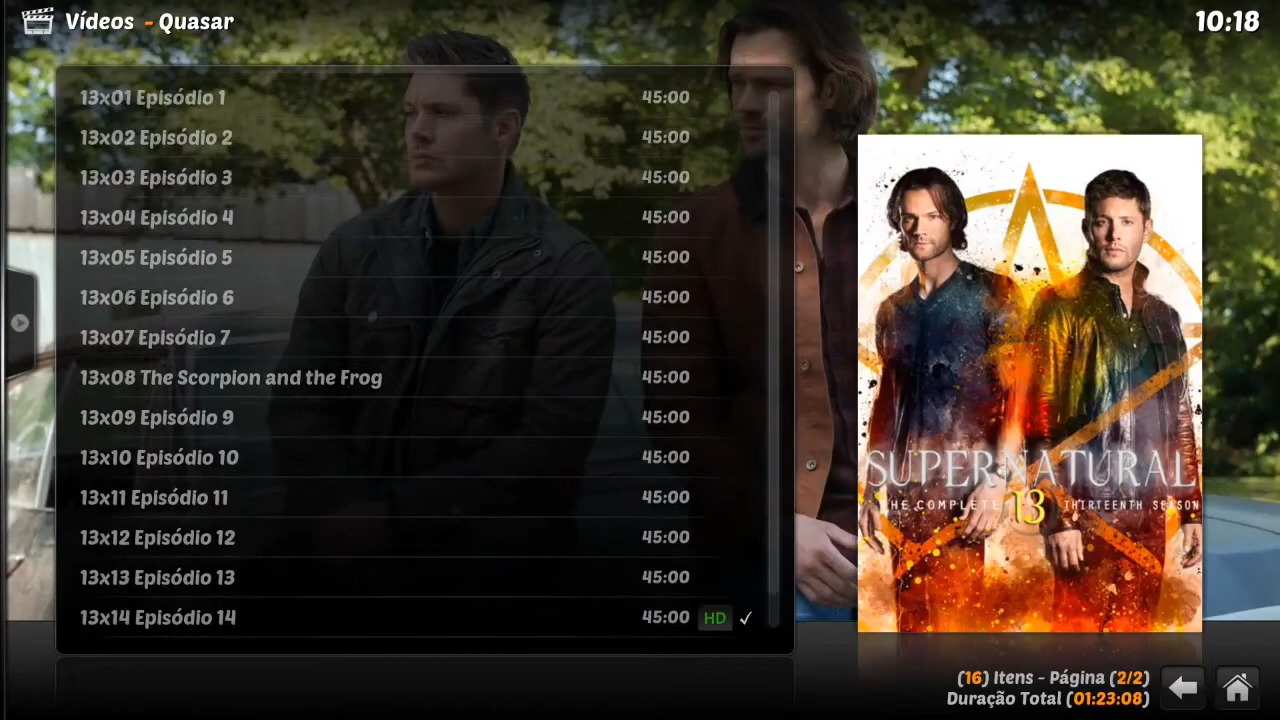 Vídeos - Quasar
10:18
13x01 Episódio 1 45:00
13x02 Episódio 2 45:00
13x03 Episódio 3 45:00
13x04 Episódio 4 45:00
13x05 Episódio 5 45:00
13x06 Episódio 6 45:00
13x07 Episódio 7 45:00
13x08 The Scorpion and the Frog 45:00
13x09 Episódio 9 45:00
13x10 Episódio 10 45:00
13x11 Episódio 11 45:00
13x12 Episódio 12 45:00
13x13 Episódio 13 45:00
13x14 Episódio 14 45:00 HD
SUPERNATURAL
THE COMPLETE 13 THIRTEENTH SEASON
(16) Itens - Página (2/2)
Duração Total (01:23:08)